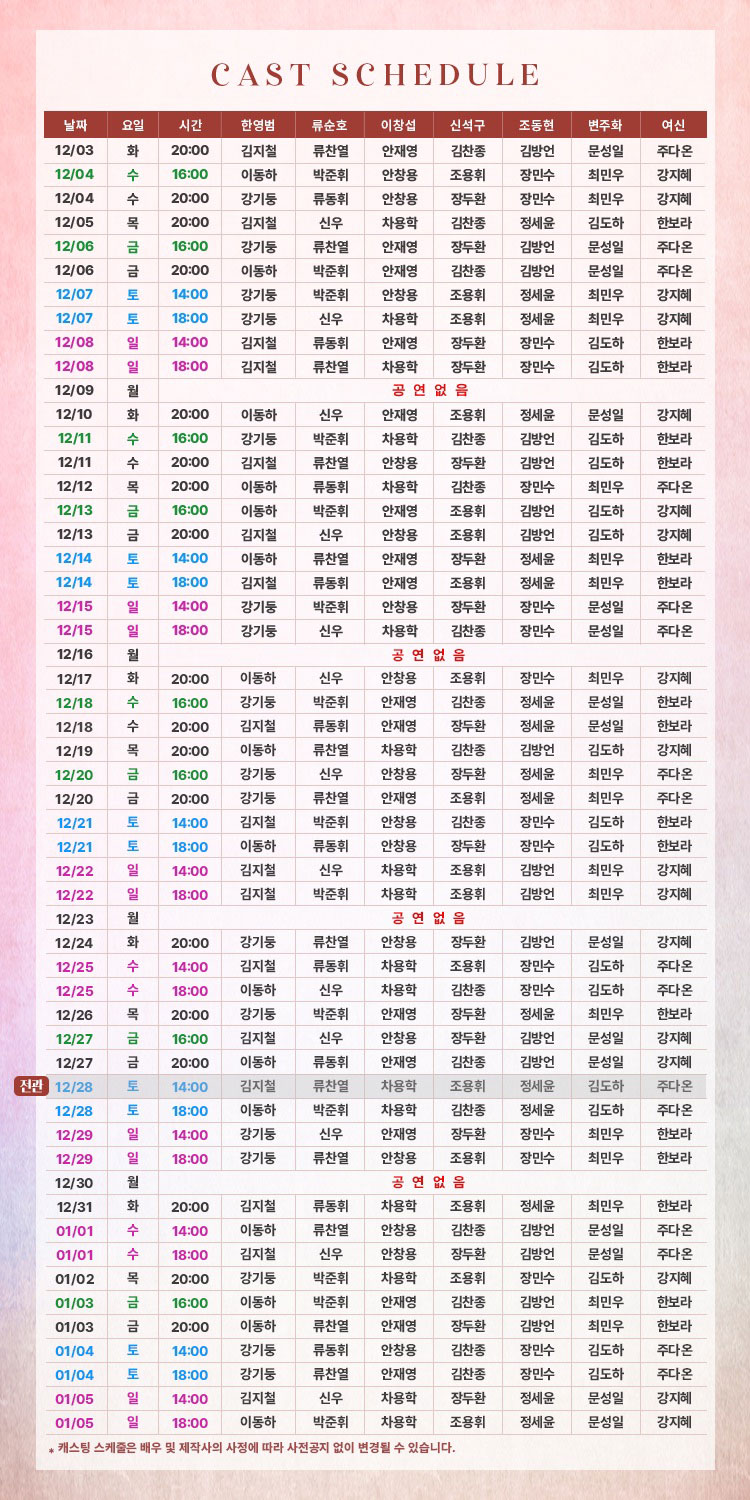 CAST SCHEDULE
날짜 요일 시간 한영범 류순호 이창섭 신석구 조동현 변주화 여신
12/03 화 20:00 김지철 류찬열 안재영 김찬종 김방언 문성일 주다온
12/04 수 16:00 이동하 박준휘 안창용 조용휘 장민수 최민우 강지혜
12/04 수 20:00 강기둥 류동휘 안재영 장두환 장민수 최민우 강지혜
12/05 목 20:00 김지철 신우 차용학 김찬종 정세윤 김도하 한보라
12/06 금 16:00 강기둥 류찬열 안재영 장두환 김방언 문성일 주다온
12/06 금 20:00 이동하 박준휘 안재영 김찬종 김방언 문성일 주다온
12/07 토 14:00 강기둥 박준휘 안창용 조용휘 정세윤 최민우 강지혜
12/07 토 18:00 강기둥 신우 차용학 조용휘 정세윤 최민우 강지혜
12/08 일 14:00 김지철 류동휘 안재영 장두환 장민수 김도하 한보라
12/08 일 18:00 김지철 류찬열 차용학 장두환 장민수 김도하 한보라
12/09 월 공 연 없 음
12/10 화 20:00 이동하 신우 안재영 조용휘 정세윤 문성일 강지혜
12/11 수 16:00 강기둥 박준휘 차용학 김찬종 김방언 김도하 한보라
12/11 수 20:00 김지철 류찬열 안창용 장두환 김방언 김도하 한보라
12/12 목 20:00 이동하 류동휘 차용학 김찬종 장민수 최민우 주다온
12/13 금 16:00 이동하 박준휘 안재영 조용휘 김방언 김도하 한보라
12/13 금 20:00 김지철 신우 안창용 조용휘 김방언 김도하 한보라
12/14 토 14:00 이동하 류찬열 안재영 장두환 정세윤 최민우 한보라
12/14 토 18:00 김지철 류동휘 안재영 조용휘 정세윤 최민우 한보라
12/15 일 14:00 강기둥 박준휘 안창용 장두환 장민수 문성일 주다온
12/15 일 18:00 강기둥 신우 차용학 김찬종 장민수 문성일 주다온
12/16 월 공 연 없 음
12/17 화 20:00 이동하 신우 안창용 조용휘 장민수 최민우 강지혜
12/18 수 16:00 강기둥 박준휘 안재영 김찬종 정세윤 문성일 한보라
12/18 수 20:00 김지철 류동휘 안재영 장두환 정세윤 문성일 한보라
12/19 목 20:00 이동하 류찬열 차용학 김찬종 김방언 김도하 강지혜
12/20 금 16:00 강기둥 신우 안창용 장두환 정세윤 최민우 주다온
12/20 금 20:00 강기둥 류찬열 안재영 조용휘 정세윤 최민우 주다온
12/21 토 14:00 김지철 박준휘 안창용 김찬종 장민수 김도하 한보라
12/21 토 18:00 이동하 류동휘 안창용 장두환 장민수 김도하 한보라
12/22 일 14:00 김지철 신우 차용학 조용휘 김방언 최민우 강지혜
12/22 일 18:00 김지철 박준휘 차용학 조용휘 김방언 최민우 강지혜
12/23 월 공 연 없 음
12/24 화 20:00 강기둥 류찬열 안창용 장두환 김방언 문성일 강지혜
12/25 수 14:00 김지철 류동휘 차용학 조용휘 장민수 김도하 주다온
12/25 수 18:00 이동하 신우 차용학 김찬종 장민수 김도하 주다온
12/26 목 20:00 강기둥 박준휘 안재영 장두환 정세윤 최민우 한보라
12/27 금 16:00 김지철 신우 안창용 장두환 김방언 문성일 강지혜
12/27 금 20:00 이동하 류동휘 안재영 김찬종 김방언 문성일 강지혜
전관 12/28 토 14:00 김지철 류찬열 차용학 조용휘 정세윤 김도하 주다온
12/28 토 18:00 이동하 박준휘 차용학 조용휘 정세윤 김도하 주다온
12/29 일 14:00 강기둥 신우 안재영 장두환 장민수 최민우 한보라
12/29 일 18:00 강기둥 류찬열 안창용 조용휘 장민수 최민우 한보라
12/30 월 공 연 없 음
12/31 화 20:00 김지철 류동휘 차용학 조용휘 정세윤 최민우 한보라
01/01 수 14:00 이동하 류찬열 안창용 김찬종 김방언 문성일 주다온
01/01 수 18:00 김지철 신우 안창용 장두환 김방언 문성일 주다온
01/02 목 20:00 강기둥 박준휘 차용학 조용휘 장민수 김도하 강지혜
01/03 금 16:00 이동하 박준휘 안재영 김찬종 김방언 최민우 한보라
01/03 금 20:00 이동하 류찬열 안재영 장두환 김방언 최민우 한보라
01/04 토 14:00 강기둥 류동휘 안창용 김찬종 장민수 김도하 주다온
01/04 토 18:00 강기둥 류찬열 안재영 김찬종 장민수 김도하 주다온
01/05 일 14:00 김지철 신우 차용학 장두환 정세윤 문성일 강지혜
01/05 일 18:00 이동하 박준휘 차용학 조용휘 정세윤 문성일 강지혜
* 캐스팅 스케줄은 배우 및 제작사의 사정에 따라 사전공지 없이 변경될 수 있습니다.